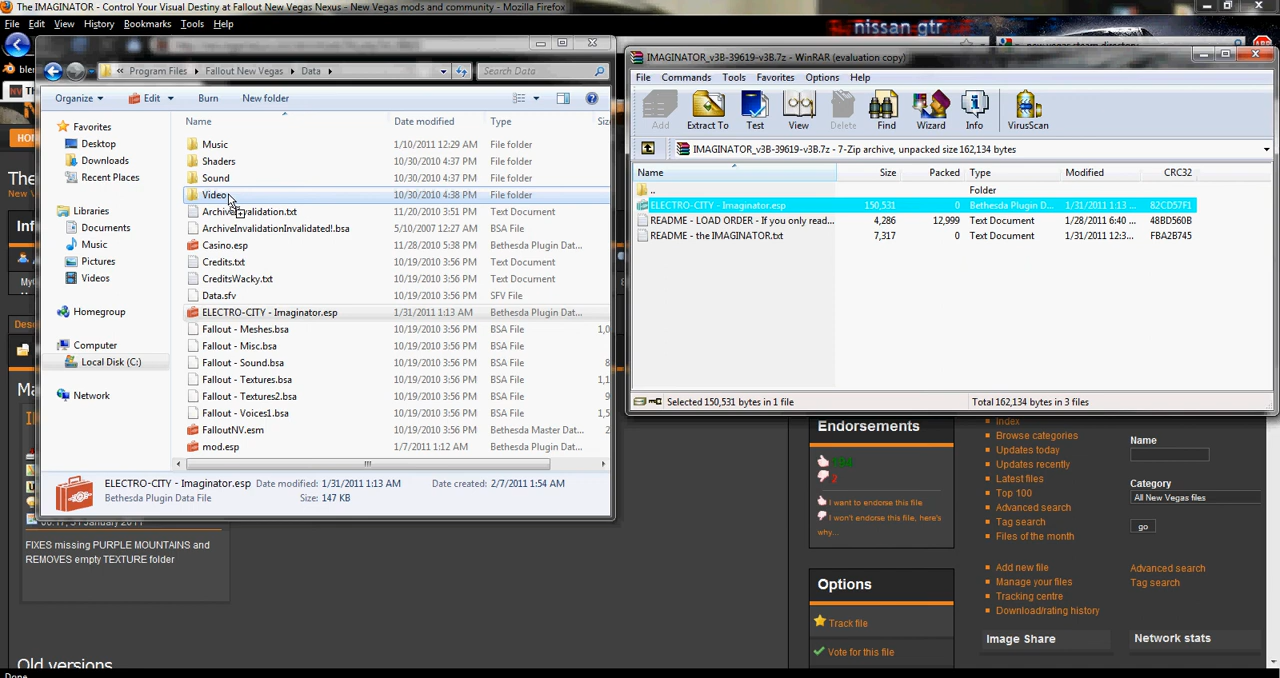 The IMAGINATOR - Control Your Visual Destiny at Fallout New Vegas Nexus - New Vegas mods and community - Mozilla Firefox
File Edit View History Bookmarks Tools Help
nissan gtr
Program Files Fallout New Vegas Data
Search Data
Organize Edit Burn New folder
Name Date modified Type
Favorites
Desktop
Downloads
Recent Places
Libraries
Documents
Music
Pictures
Videos
Homegroup
Computer
Local Disk (C:)
Network
Music 1/10/2011 12:29 AM File folder
Shaders 10/30/2010 4:37 PM File folder
Sound 10/30/2010 4:37 PM File folder
Video 10/30/2010 4:38 PM File folder
11/20/2010 3:51 PM Text Document
ArchiveInvalidationInvalidated!.bsa 5/10/2007 12:27 AM BSA File
Casino.esp 11/28/2010 5:38 PM Bethesda Plugin Dat...
Credits.txt 10/19/2010 3:56 PM Text Document
CreditsWacky.txt 10/19/2010 3:56 PM Text Document
Data.sfv 10/19/2010 3:56 PM SFV File
ELECTRO-CITY - Imaginator.esp 1/31/2011 1:13 AM Bethesda Plugin Dat...
Fallout - Meshes.bsa 10/19/2010 3:56 PM BSA File 1,0
Fallout - Misc.bsa 10/19/2010 3:56 PM BSA File
Fallout - Sound.bsa 10/19/2010 3:56 PM BSA File 8
Fallout - Textures.bsa 10/19/2010 3:56 PM BSA File 1,1
Fallout - Textures2.bsa 10/19/2010 3:56 PM BSA File 9
Fallout - Voices1.bsa 10/19/2010 3:56 PM BSA File 1,5
FalloutNV.esm 10/19/2010 3:56 PM Bethesda Master Dat... 2
mod.esp 1/7/2011 1:12 AM Bethesda Plugin Dat...
ELECTRO-CITY - Imaginator.esp Date modified: 1/31/2011 1:13 AM Date created: 2/7/2011 1:54 AM
Bethesda Plugin Data File Size: 147 KB
IMAGINATOR_v3B-39619-v3B.7z - WinRAR (evaluation copy)
File Commands Tools Favorites Options Help
Add Extract To Test View Delete Find Wizard Info VirusScan
IMAGINATOR_v3B-39619-v3B.7z - 7-Zip archive, unpacked size 162,134 bytes
Name Size Packed Type Modified CRC32
.. Folder
ELECTRO-CITY - Imaginator.esp 150,531 0 Bethesda Plugin D... 1/31/2011 1:13 ... 82CD57F1
README - LOAD ORDER - If you only read... 4,286 12,999 Text Document 1/28/2011 6:40 ... 48BD560B
README - the IMAGINATOR.txt 7,317 0 Text Document 1/31/2011 12:3... FBA2B745
Selected 150,531 bytes in 1 file Total 162,134 bytes in 3 files
FIXES missing PURPLE MOUNTAINS and
REMOVES empty TEXTURE folder
Old versions
Done
Endorsements
2
I want to endorse this file
I won't endorse this file, here's
why...
Options
Track file
Vote for this file
Index
Browse categories
Updates today
Updates recently
Latest files
Top 100
Advanced search
Tag search
Files of the month
Add new file
Manage your files
Tracking centre
Download/rating history
Name
Category
All New Vegas files
go
Advanced search
Tag search
Image Share
Network stats